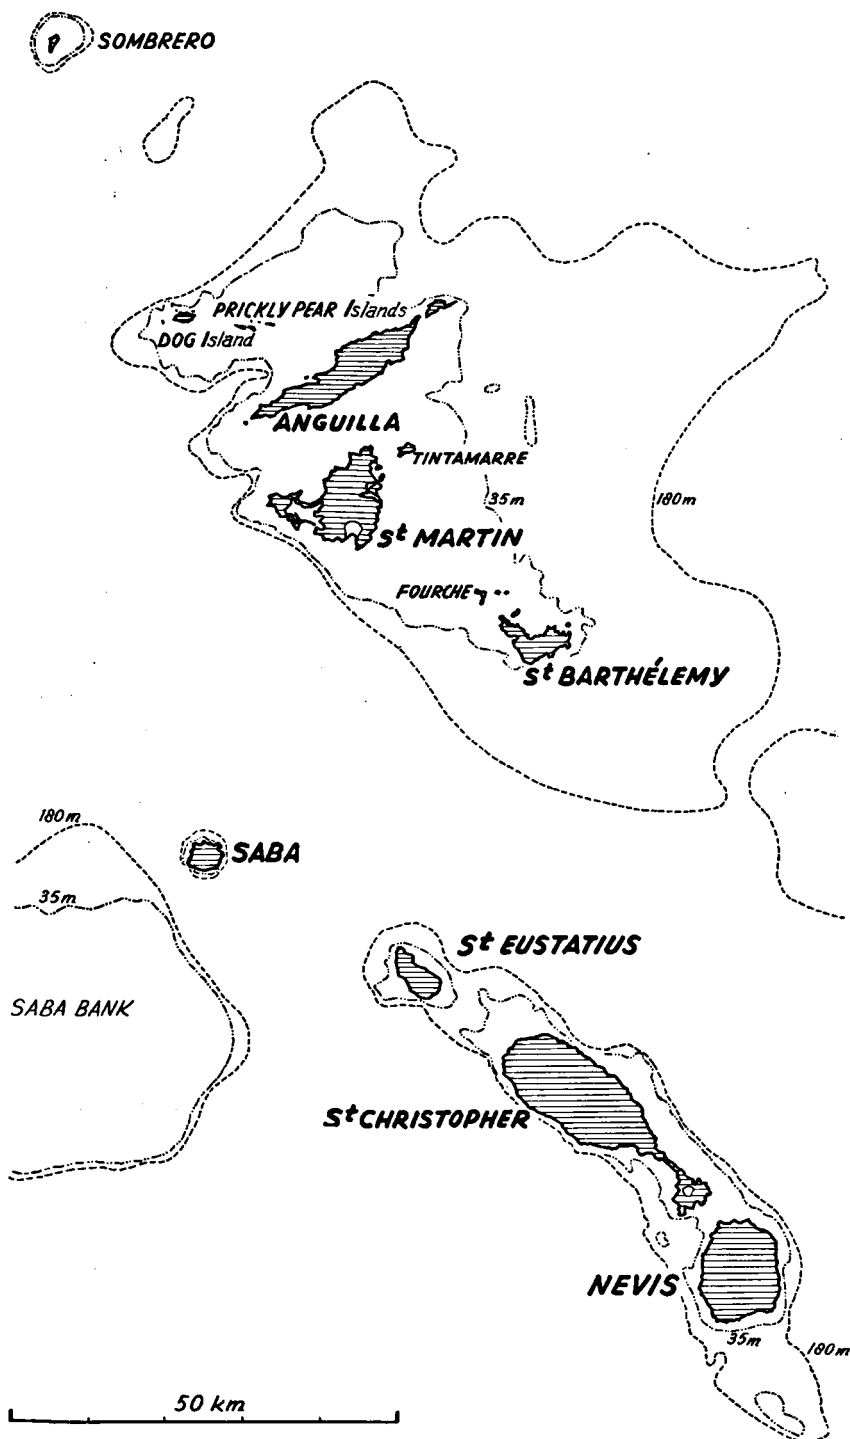 SOMBRERO
PRICKLY PEAR Islands
DOG Island
ANGUILLA
TINTAMARRE
35m
180m
St MARTIN
FOURCHE
St BARTHÉLEMY
180m
SABA
35m
St EUSTATIUS
SABA BANK
St CHRISTOPHER
NEVIS
35m
180m
50 km